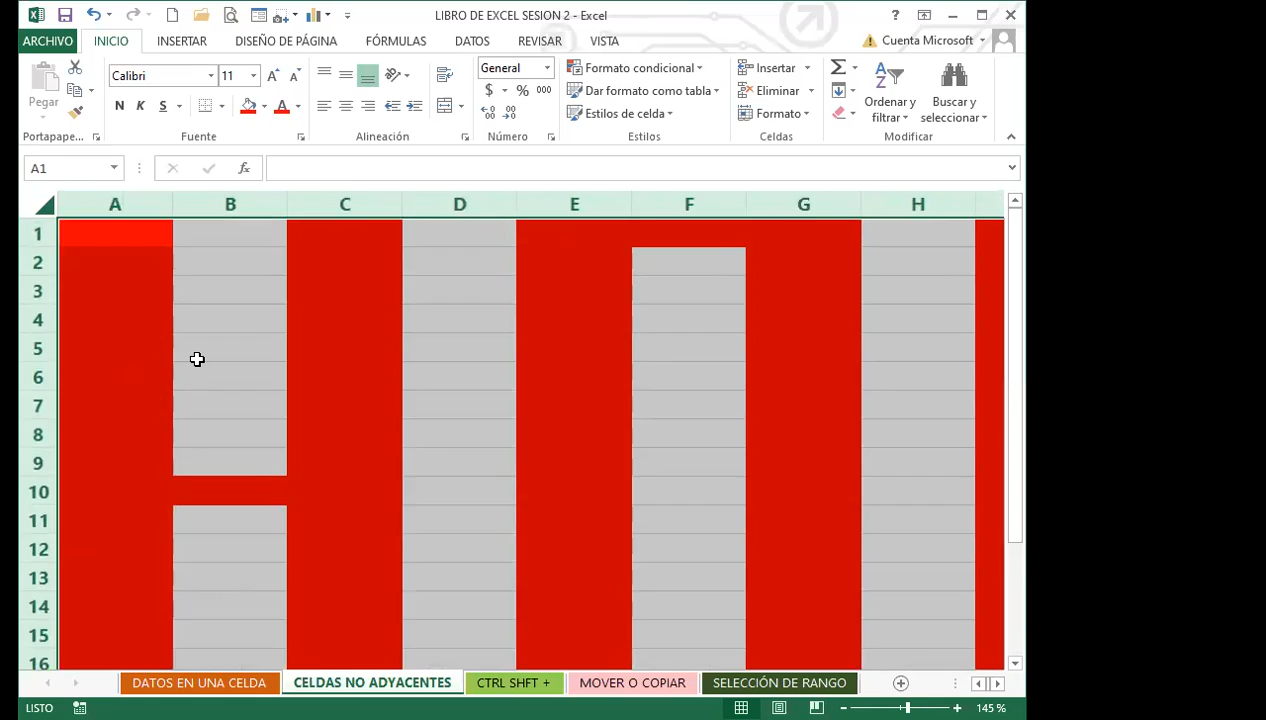 LIBRO DE EXCEL SESION 2 - Excel
?
ARCHIVO INICIO INSERTAR DISEÑO DE PÁGINA FÓRMULAS DATOS REVISAR VISTA Cuenta Microsoft
Pegar
Calibri 11
N K S
General
$ % 000
Formato condicional
Dar formato como tabla
Estilos de celda
Insertar
Eliminar
Formato
Ordenar y filtrar
Buscar y seleccionar
Portapape... Fuente Alineación Número Estilos Celdas Modificar
A1 fx
A B C D E F G H
1
2
3
4
5
6
7
8
9
10
11
12
13
14
15
16
DATOS EN UNA CELDA CELDAS NO ADYACENTES CTRL SHFT + MOVER O COPIAR SELECCIÓN DE RANGO
LISTO 145 %